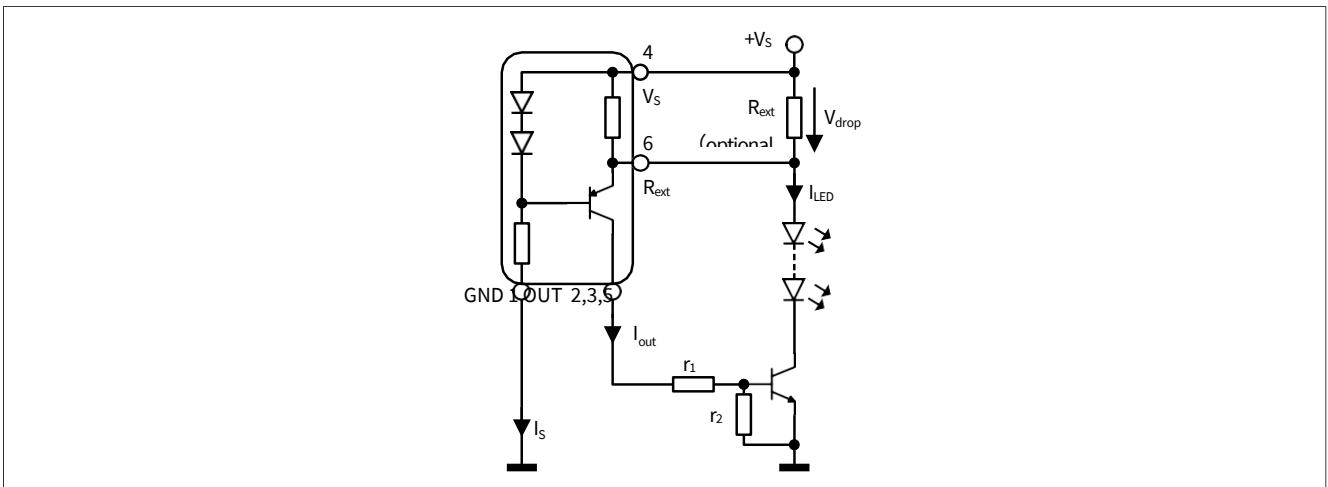 +VS
4
VS
Rext
Vdrop
(optional
6
Rext
ILED
GND 1 OUT 2,3,5
Iout
r1
r2
IS